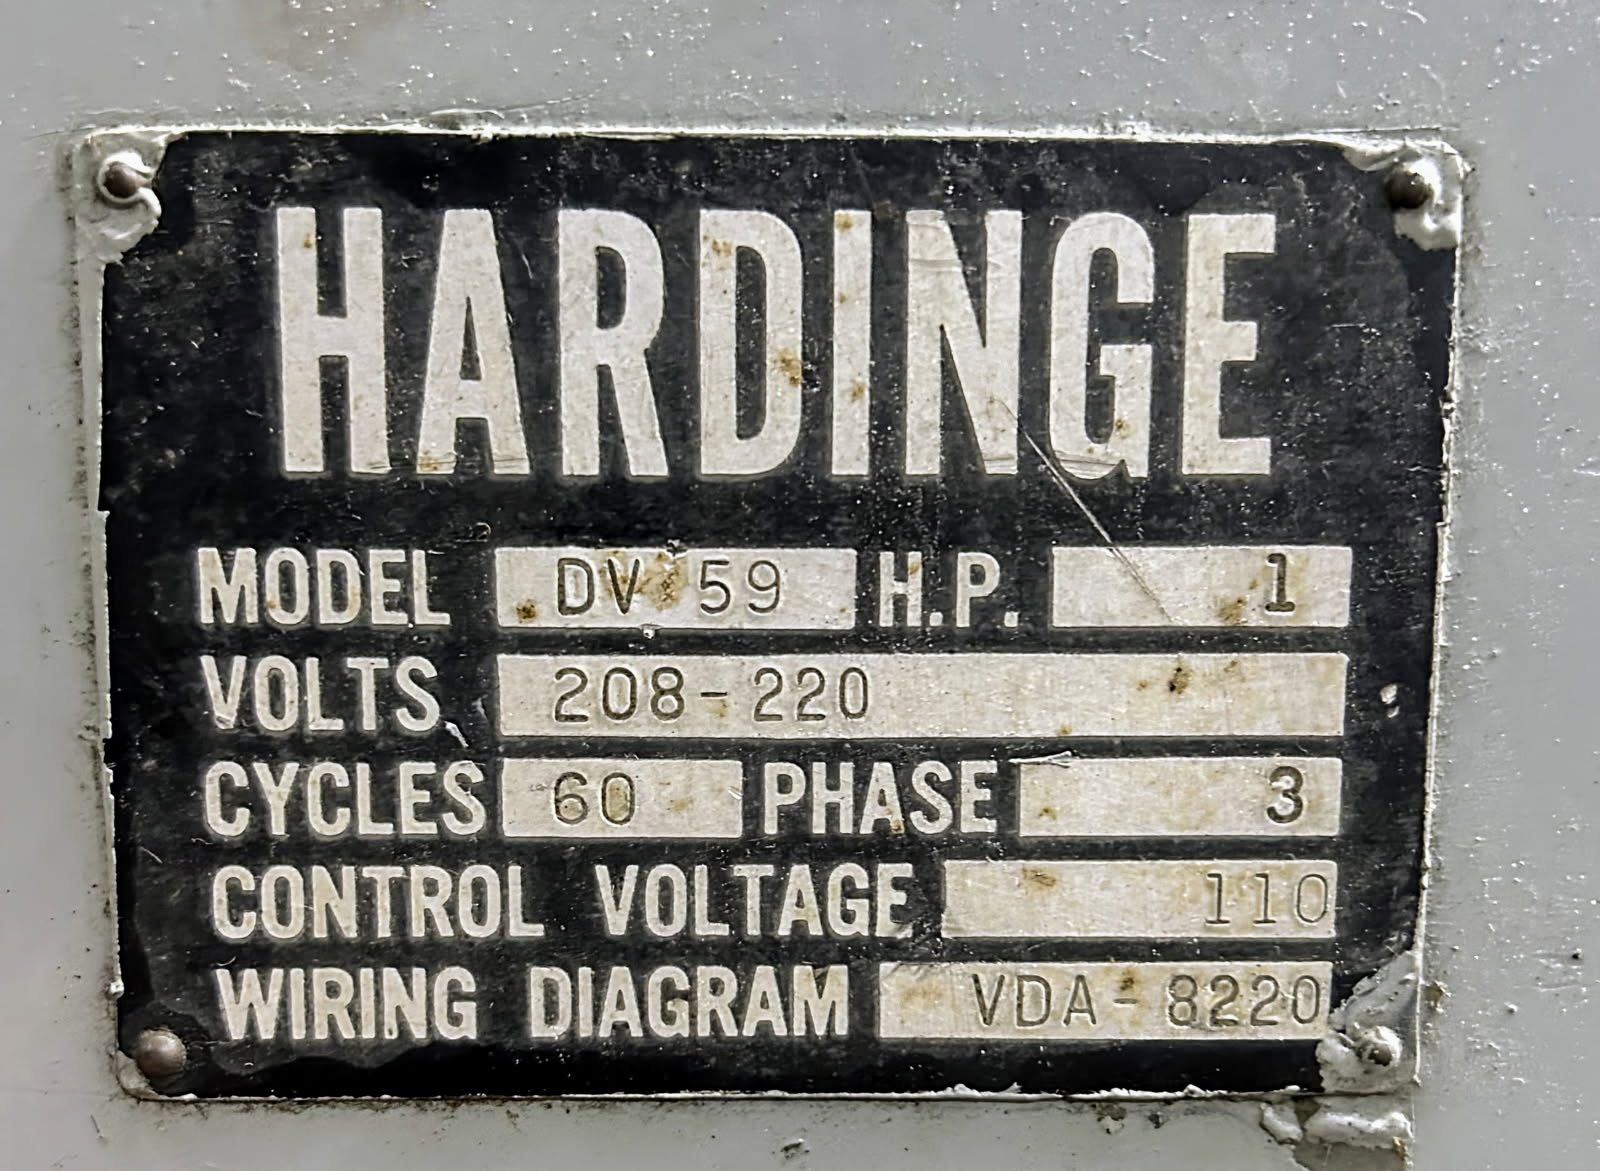 HARDINGE
MODEL DV 59 H.P. 1
VOLTS 208-220
CYCLES 60 PHASE 3
CONTROL VOLTAGE 110
WIRING DIAGRAM VDA-8220